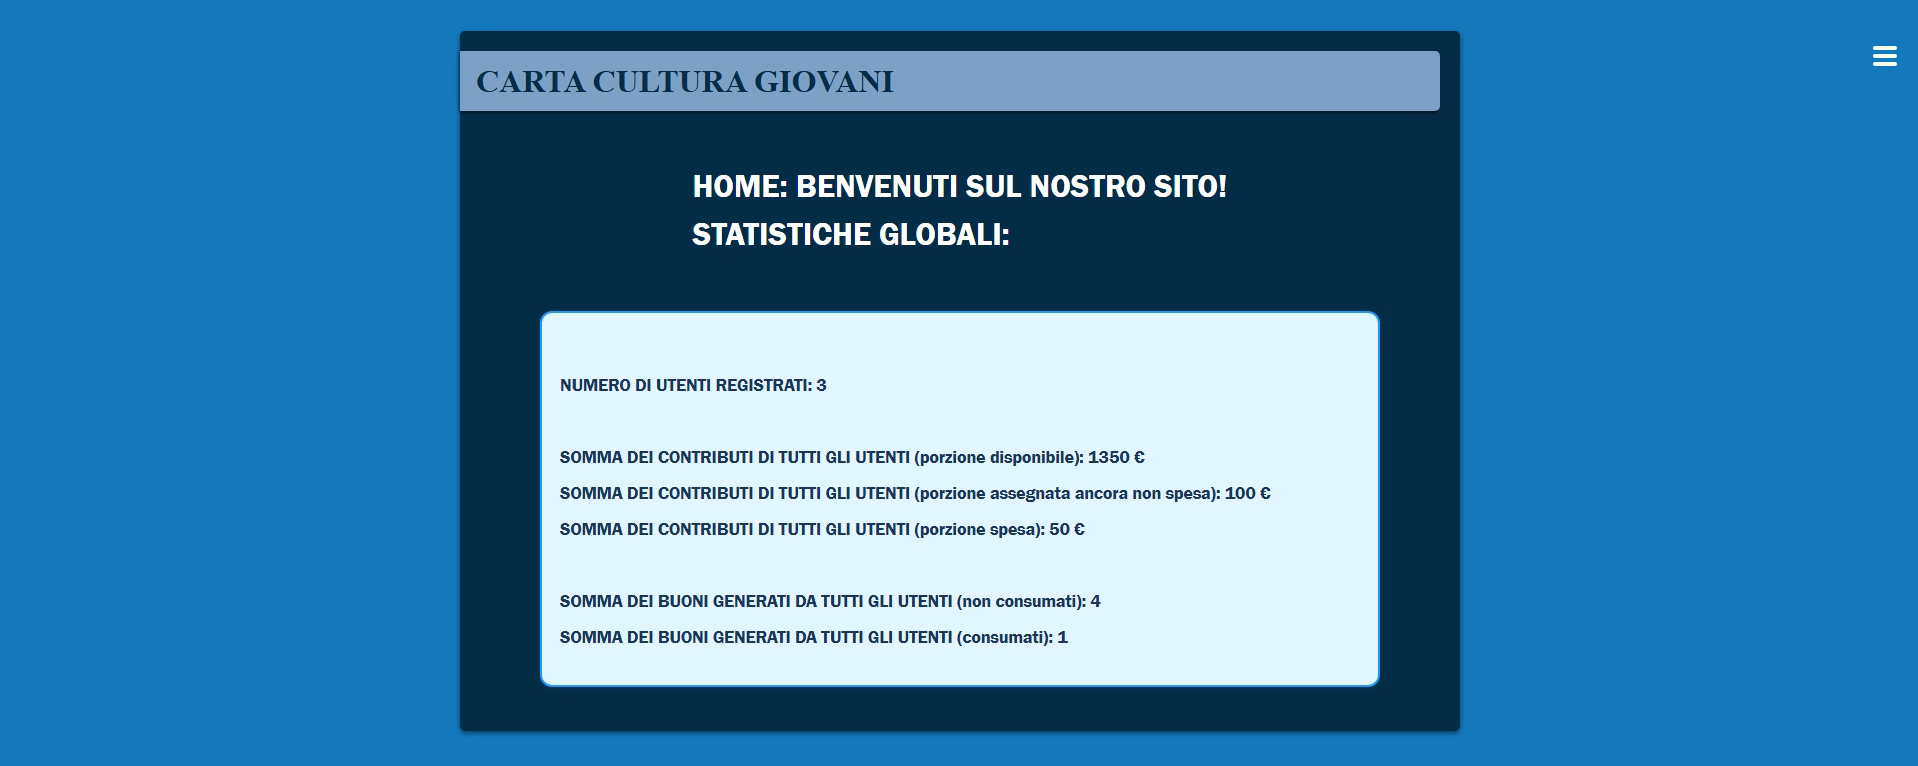 CARTA CULTURA GIOVANI
HOME: BENVENUTI SUL NOSTRO SITO!
STATISTICHE GLOBALI:
NUMERO DI UTENTI REGISTRATI: 3
SOMMA DEI CONTRIBUTI DI TUTTI GLI UTENTI (porzione disponibile): 1350 €
SOMMA DEI CONTRIBUTI DI TUTTI GLI UTENTI (porzione assegnata ancora non spesa): 100 €
SOMMA DEI CONTRIBUTI DI TUTTI GLI UTENTI (porzione spesa): 50 €
SOMMA DEI BUONI GENERATI DA TUTTI GLI UTENTI (non consumati): 4
SOMMA DEI BUONI GENERATI DA TUTTI GLI UTENTI (consumati): 1